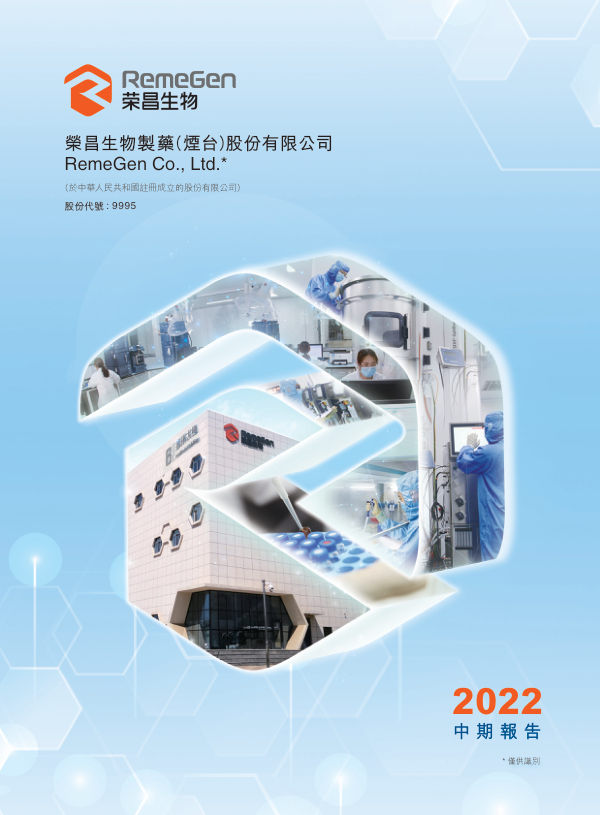 RemeGen
荣昌生物
榮昌生物製藥(煙台)股份有限公司
RemeGen Co., Ltd.*
(於中華人民共和國註冊成立的股份有限公司)
股份代號 : 9995
RemeGen
2022
中期報告
* 僅供識別